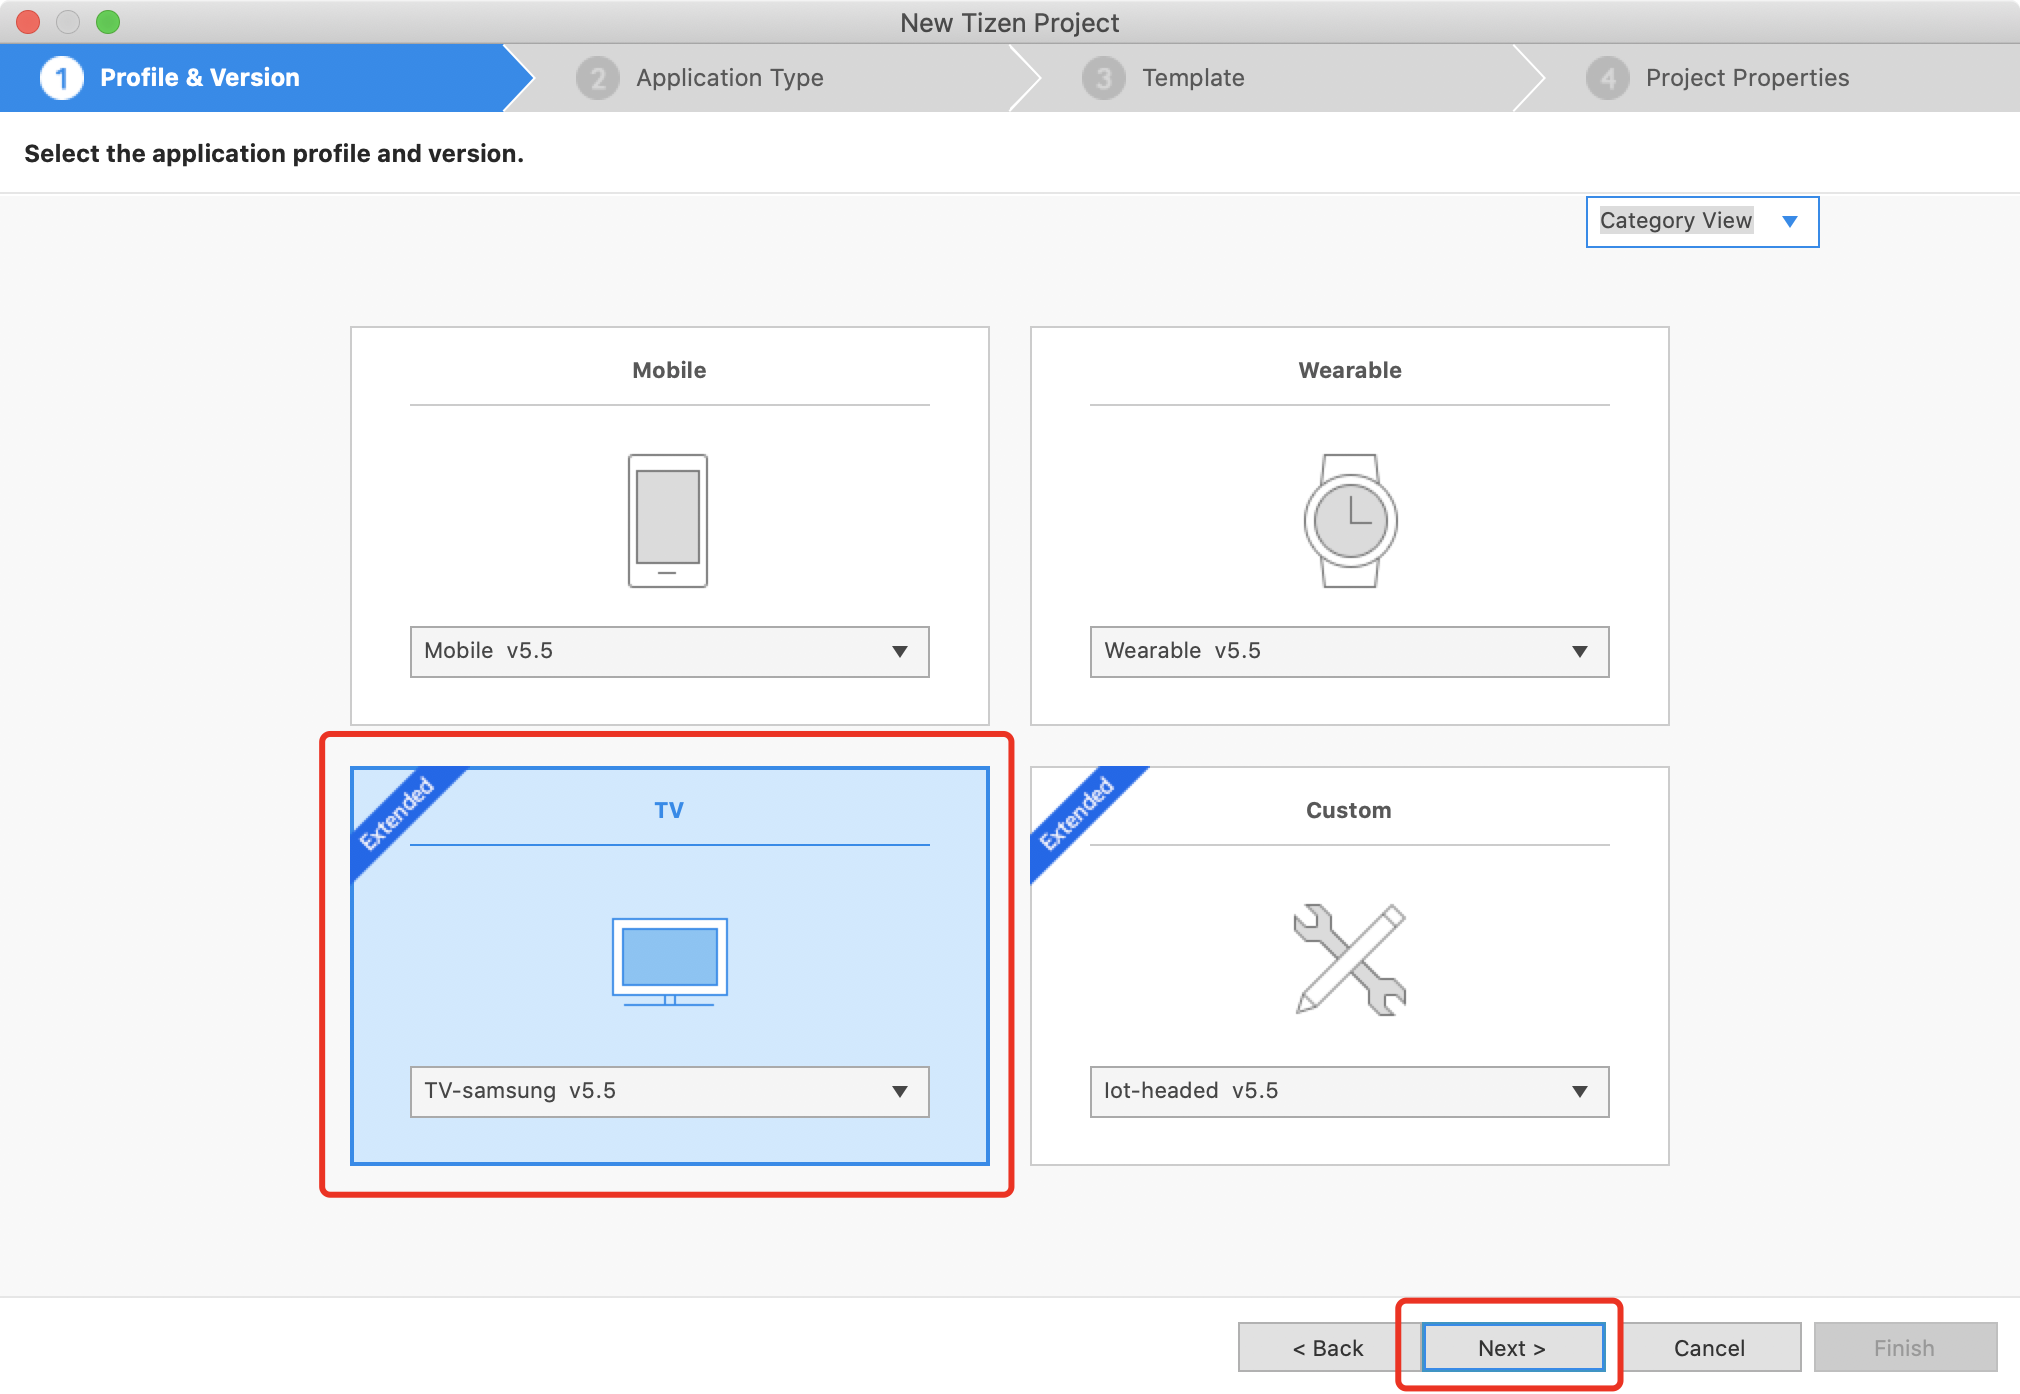 New Tizen Project
1 Profile & Version
2 Application Type
3 Template
4 Project Properties
Select the application profile and version.
Category View
Mobile
Wearable
Mobile v5.5
Wearable v5.5
Extended
TV
Extended
Custom
TV-samsung v5.5
Iot-headed v5.5
< Back
Next >
Cancel
Finish